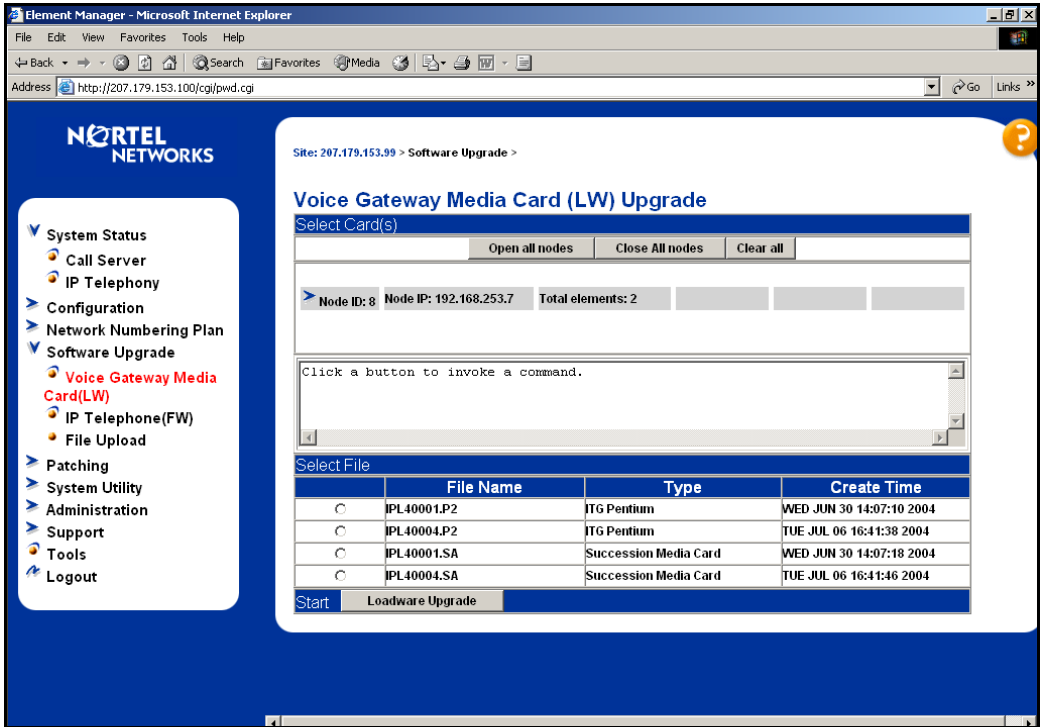 Element Manager - Microsoft Internet Explorer
File Edit View Favorites Tools Help
Back Search Favorites Media
Address http://207.179.153.100/cgi/pwd.cgi Go Links »
NORTEL
NETWORKS
Site: 207.179.153.99 > Software Upgrade >
System Status
Call Server
IP Telephony
Configuration
Network Numbering Plan
Software Upgrade
Voice Gateway Media
Card(LW)
IP Telephone(FW)
File Upload
Patching
System Utility
Administration
Support
Tools
Logout
Voice Gateway Media Card (LW) Upgrade
Select Card(s)
Open all nodes Close All nodes Clear all
Node ID: 8 Node IP: 192.168.253.7 Total elements: 2
Click a button to invoke a command.
Select File
File Name Type Create Time
IPL40001.P2 ITG Pentium WED JUN 30 14:07:10 2004
IPL40004.P2 ITG Pentium TUE JUL 06 16:41:38 2004
IPL40001.SA Succession Media Card WED JUN 30 14:07:18 2004
IPL40004.SA Succession Media Card TUE JUL 06 16:41:46 2004
Start Loadware Upgrade